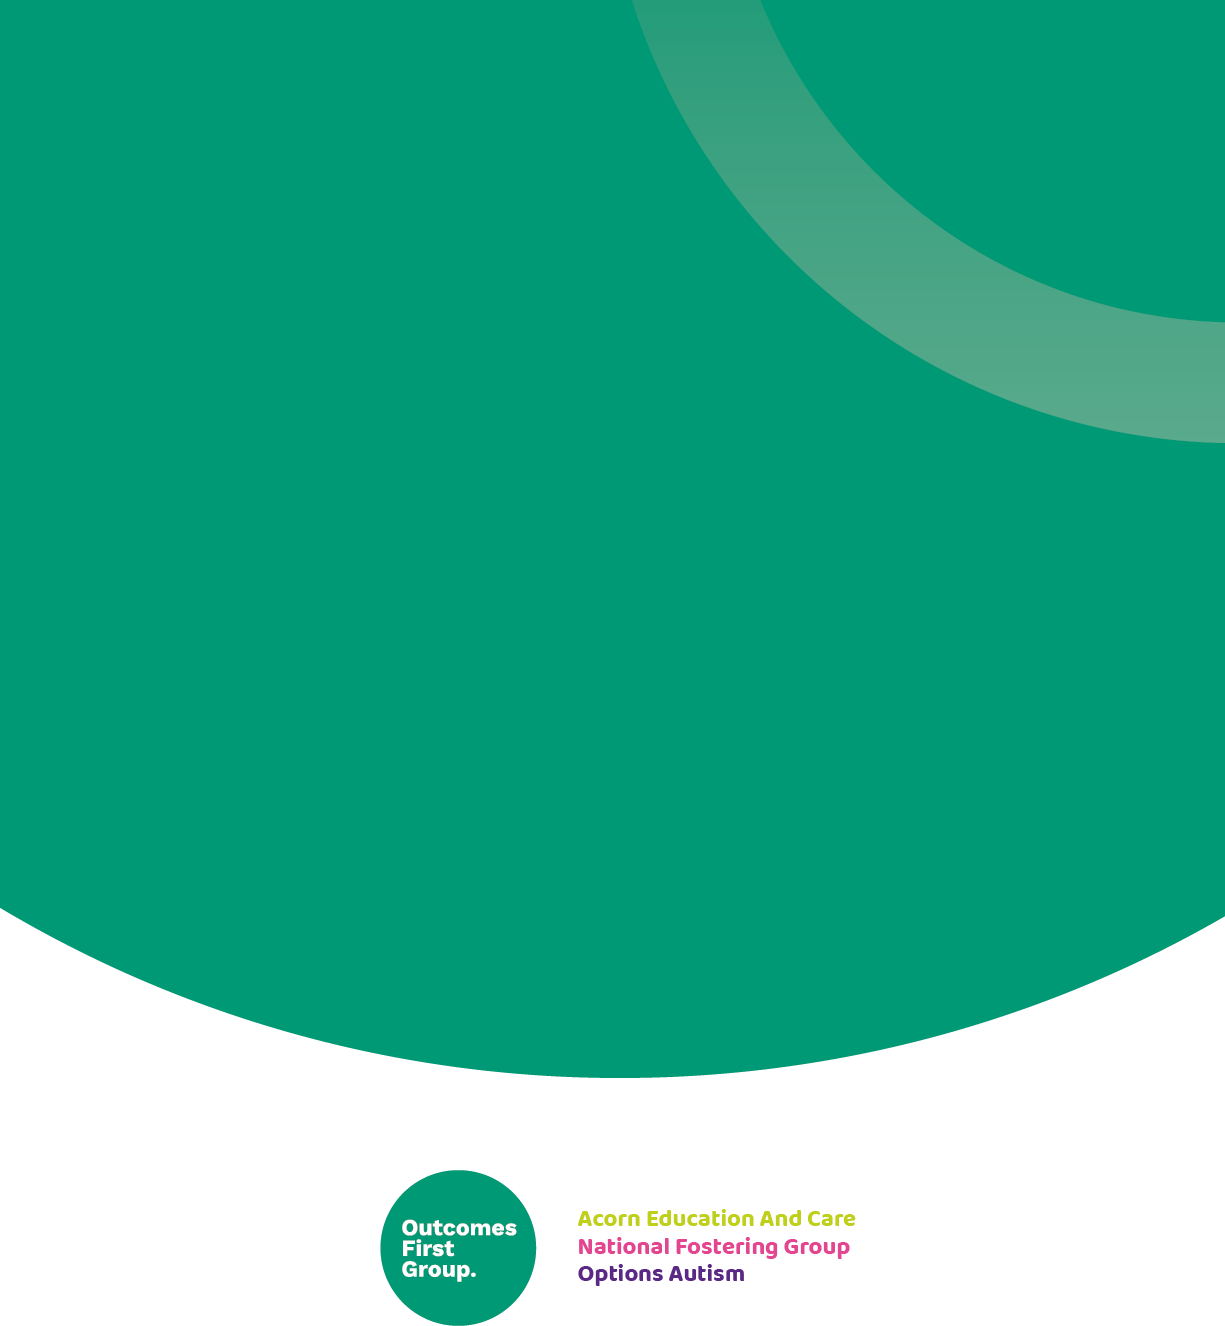 Outcomes
First
Group.
Acorn Education And Care
National Fostering Group
Options Autism